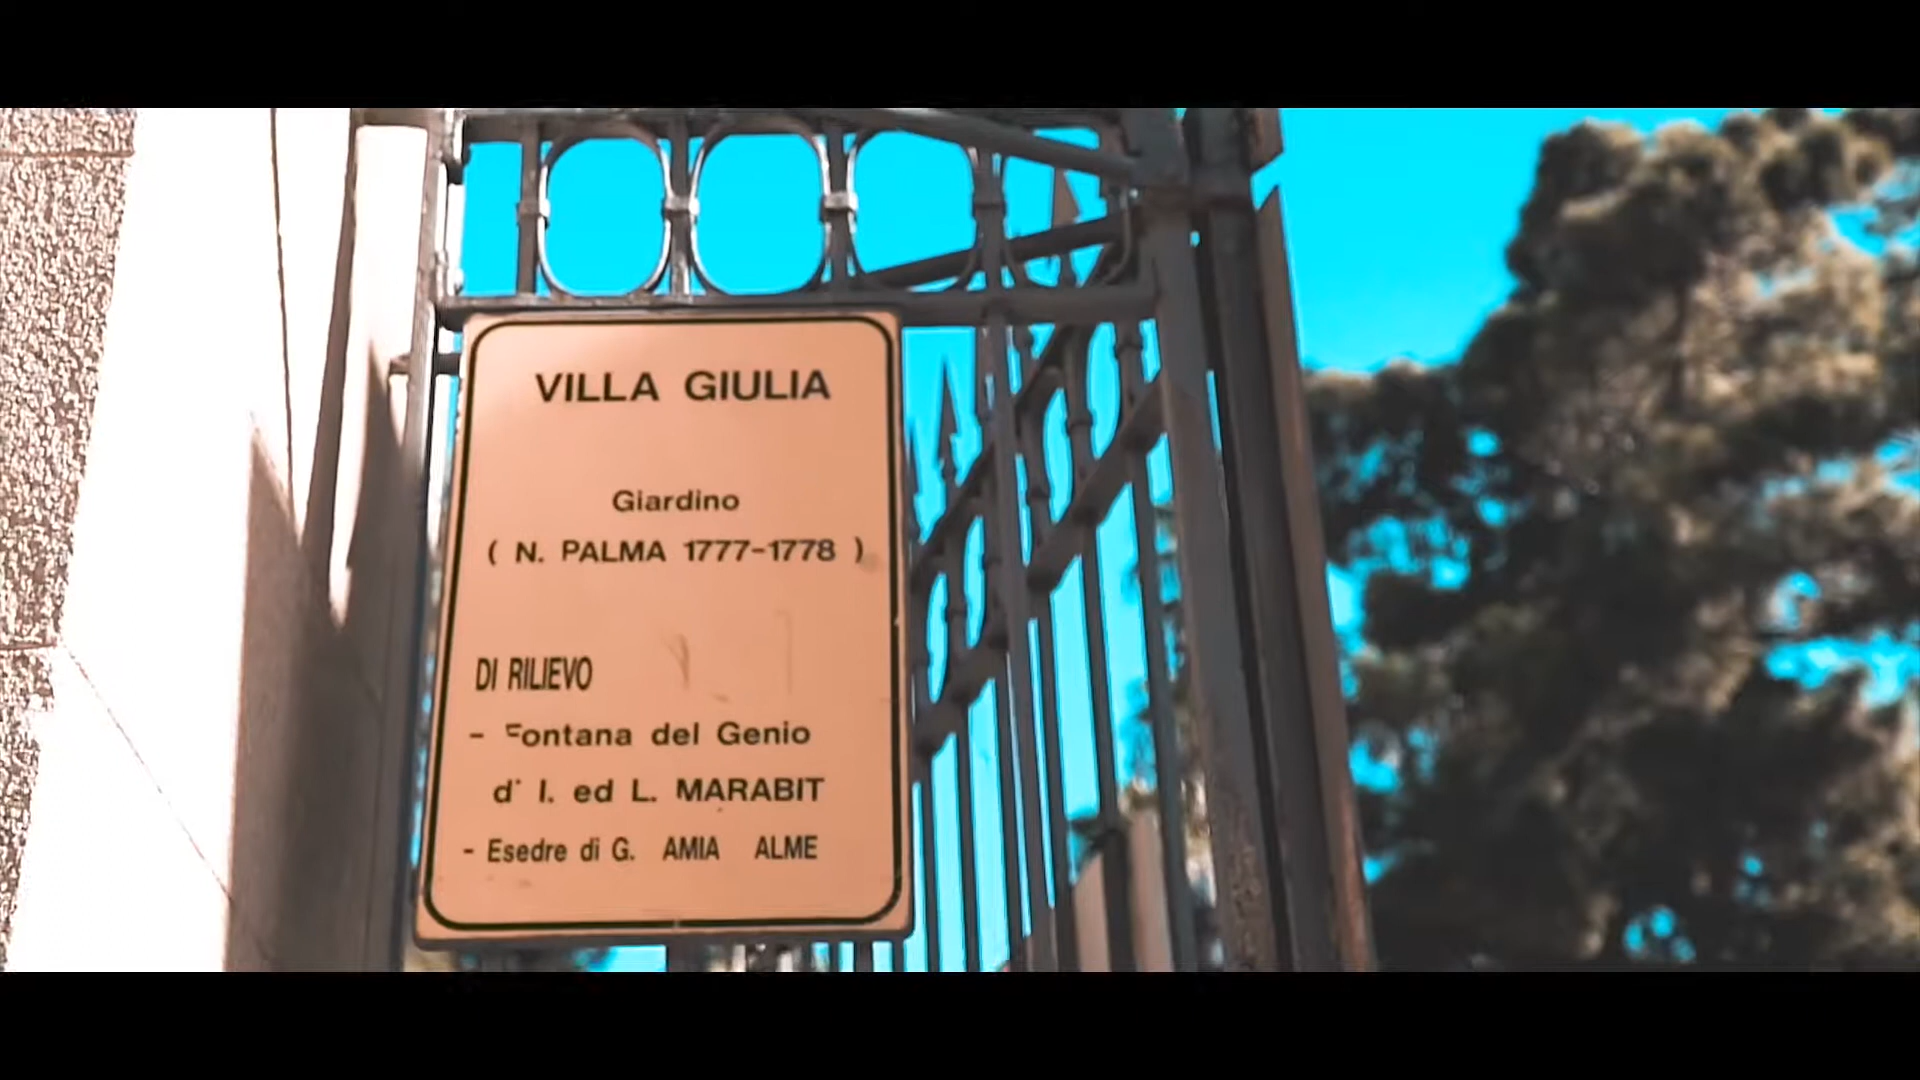 VILLA GIULIA
Giardino
( N. PALMA 1777-1778 )
DI RILIEVO
- Fontana del Genio
d' I. ed L. MARABIT
- Esedre di G. AMIA ALME